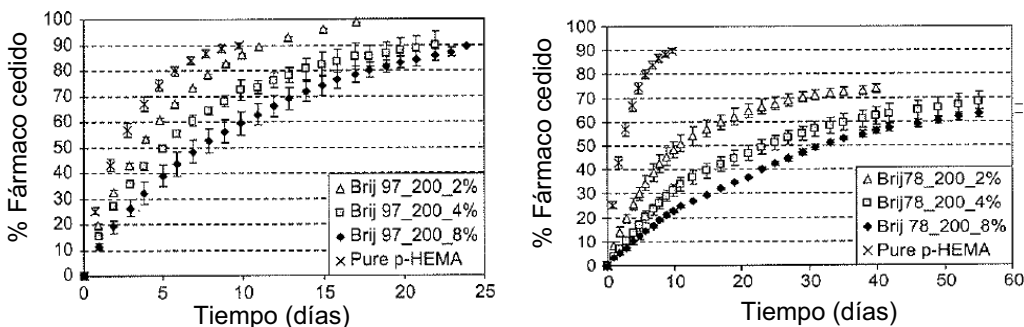 % Fármaco cedido
100
90
80
70
60
50
40
30
20
10
0
Brij 97_200_2%
Brij 97_200_4%
Brij 97_200_8%
Pure p-HEMA
0 5 10 15 20 25
Tiempo (días)
% Fármaco cedido
100
90
80
70
60
50
40
30
20
10
0
Brij78_200_2%
Brij78_200_4%
Brij 78_200_8%
Pure p-HEMA
0 10 20 30 40 50 60
Tiempo (días)